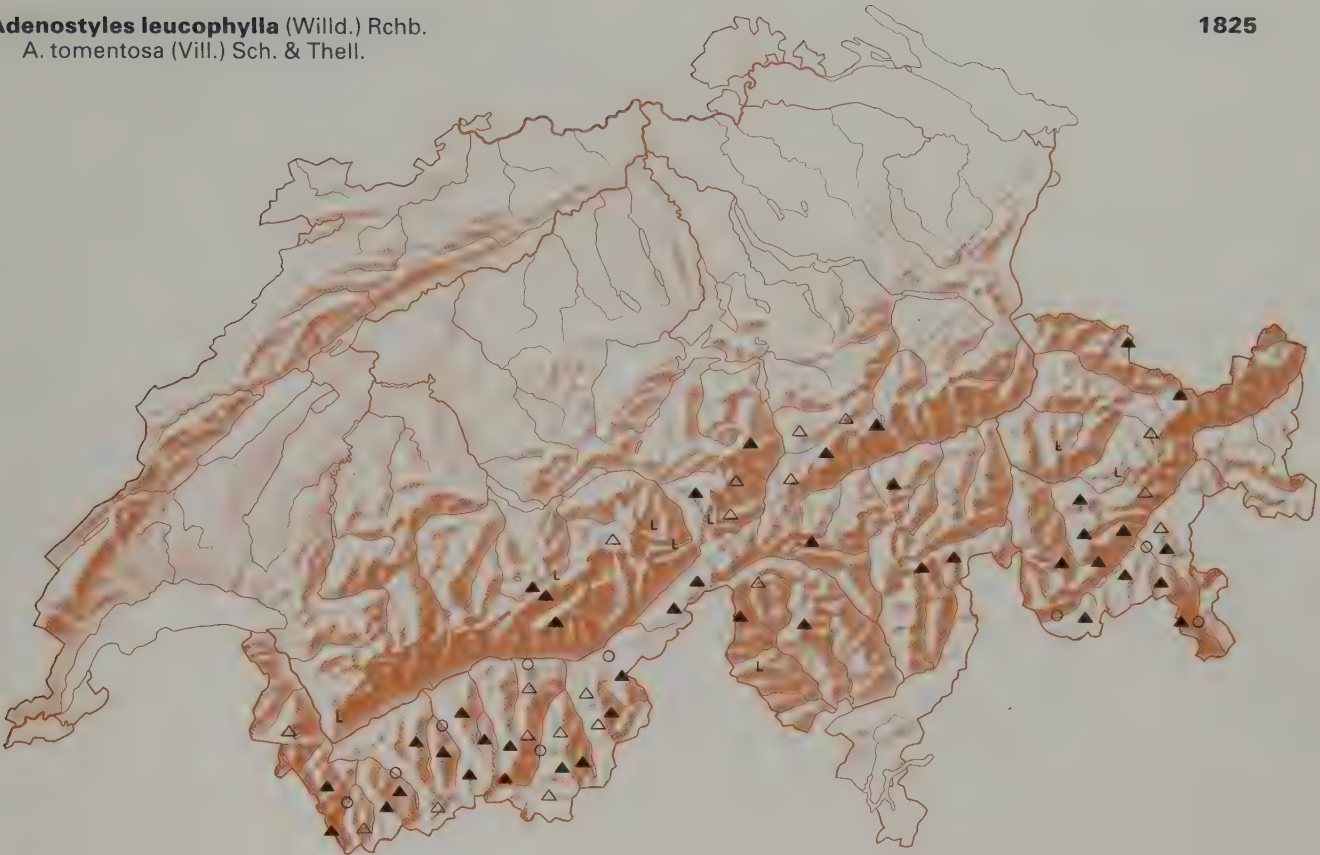 Adenostyles leucophylla (Willd.) Rchb.
1825
A. tomentosa (Vill.) Sch. & Thell.
L
L
L
L
L
L
L
L
L